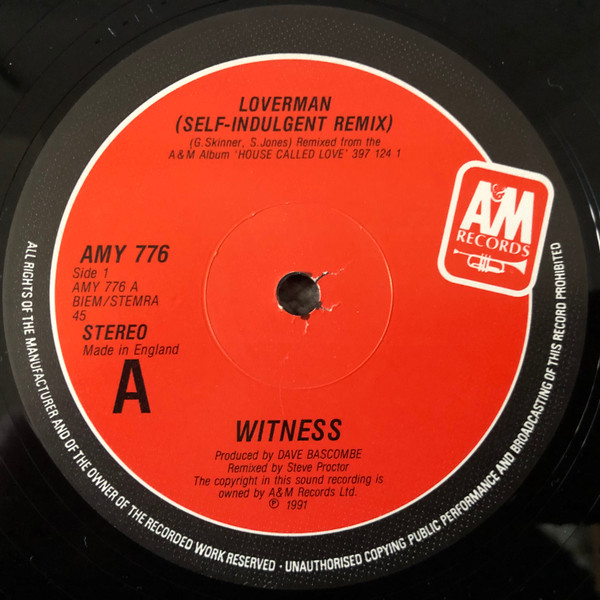 LOVERMAN
(SELF-INDULGENT REMIX)
(G.Skinner, S.Jones) Remixed from the
A&M Album 'HOUSE CALLED LOVE' 397 124 1
A&M
RECORDS
AMY 776
Side 1
AMY 776 A
BIEM/STEMRA
45
STEREO
Made in England
A
WITNESS
Produced by DAVE BASCOMBE
Remixed by Steve Proctor
The copyright in this sound recording is
owned by A&M Records Ltd.
℗ 1991
ALL RIGHTS OF THE MANUFACTURER AND OF THE OWNER OF THE RECORDED WORK RESERVED · UNAUTHORISED COPYING PUBLIC PERFORMANCE AND BROADCASTING OF THIS RECORD PROHIBITED